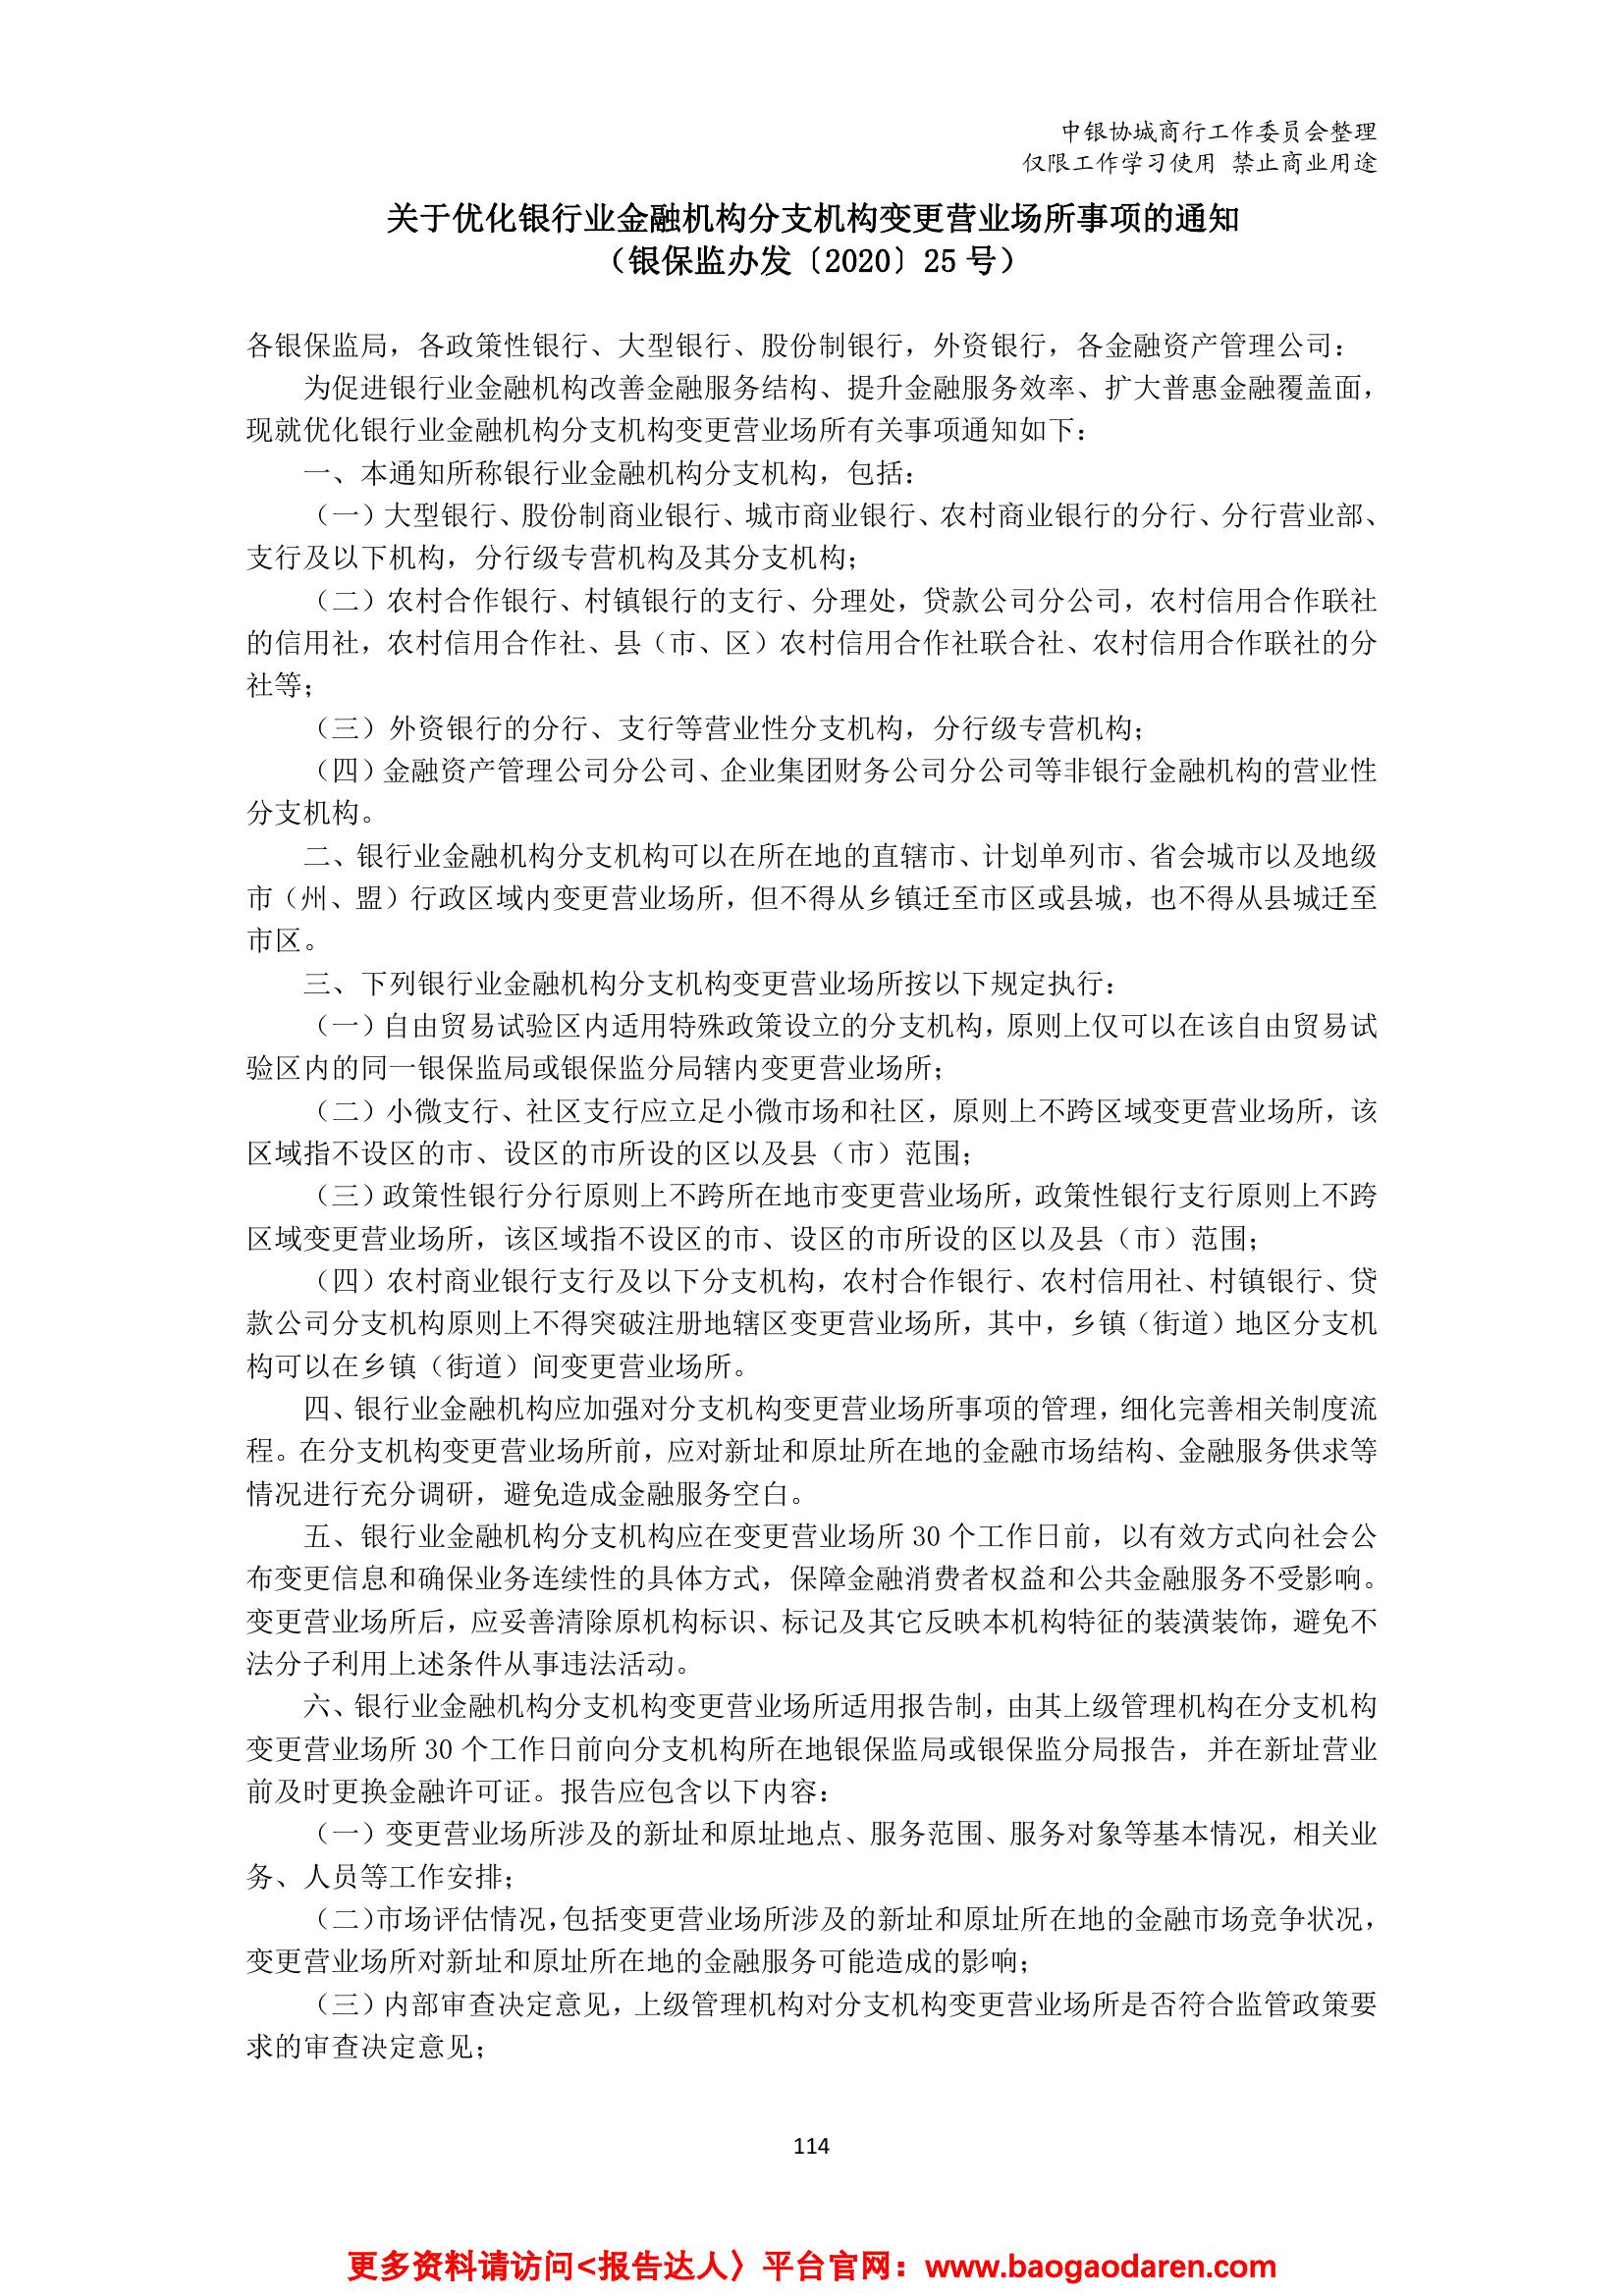 中银协城商行工作委员会整理
仅限工作学习使用 禁止商业用途
关于优化银行业金融机构分支机构变更营业场所事项的通知
（银保监办发〔2020〕25 号）
各银保监局，各政策性银行、大型银行、股份制银行，外资银行，各金融资产管理公司：
为促进银行业金融机构改善金融服务结构、提升金融服务效率、扩大普惠金融覆盖面，
现就优化银行业金融机构分支机构变更营业场所有关事项通知如下：
一、本通知所称银行业金融机构分支机构，包括：
（一）大型银行、股份制商业银行、城市商业银行、农村商业银行的分行、分行营业部、
支行及以下机构，分行级专营机构及其分支机构；
（二）农村合作银行、村镇银行的支行、分理处，贷款公司分公司，农村信用合作联社
的信用社，农村信用合作社、县（市、区）农村信用合作社联合社、农村信用合作联社的分
社等；
（三）外资银行的分行、支行等营业性分支机构，分行级专营机构；
（四）金融资产管理公司分公司、企业集团财务公司分公司等非银行金融机构的营业性
分支机构。
二、银行业金融机构分支机构可以在所在地的直辖市、计划单列市、省会城市以及地级
市（州、盟）行政区域内变更营业场所，但不得从乡镇迁至市区或县城，也不得从县城迁至
市区。
三、下列银行业金融机构分支机构变更营业场所按以下规定执行：
（一）自由贸易试验区内适用特殊政策设立的分支机构，原则上仅可以在该自由贸易试
验区内的同一银保监局或银保监分局辖内变更营业场所；
（二）小微支行、社区支行应立足小微市场和社区，原则上不跨区域变更营业场所，该
区域指不设区的市、设区的市所设的区以及县（市）范围；
（三）政策性银行分行原则上不跨所在地市变更营业场所，政策性银行支行原则上不跨
区域变更营业场所，该区域指不设区的市、设区的市所设的区以及县（市）范围；
（四）农村商业银行支行及以下分支机构，农村合作银行、农村信用社、村镇银行、贷
款公司分支机构原则上不得突破注册地辖区变更营业场所，其中，乡镇（街道）地区分支机
构可以在乡镇（街道）间变更营业场所。
四、银行业金融机构应加强对分支机构变更营业场所事项的管理，细化完善相关制度流
程。在分支机构变更营业场所前，应对新址和原址所在地的金融市场结构、金融服务供求等
情况进行充分调研，避免造成金融服务空白。
五、银行业金融机构分支机构应在变更营业场所 30 个工作日前，以有效方式向社会公
布变更信息和确保业务连续性的具体方式，保障金融消费者权益和公共金融服务不受影响。
变更营业场所后，应妥善清除原机构标识、标记及其它反映本机构特征的装潢装饰，避免不
法分子利用上述条件从事违法活动。
六、银行业金融机构分支机构变更营业场所适用报告制，由其上级管理机构在分支机构
变更营业场所 30 个工作日前向分支机构所在地银保监局或银保监分局报告，并在新址营业
前及时更换金融许可证。报告应包含以下内容：
（一）变更营业场所涉及的新址和原址地点、服务范围、服务对象等基本情况，相关业
务、人员等工作安排；
（二）市场评估情况，包括变更营业场所涉及的新址和原址所在地的金融市场竞争状况，
变更营业场所对新址和原址所在地的金融服务可能造成的影响；
（三）内部审查决定意见，上级管理机构对分支机构变更营业场所是否符合监管政策要
求的审查决定意见；
114
更多资料请访问<报告达人〉平台官网：www.baogaodaren.com